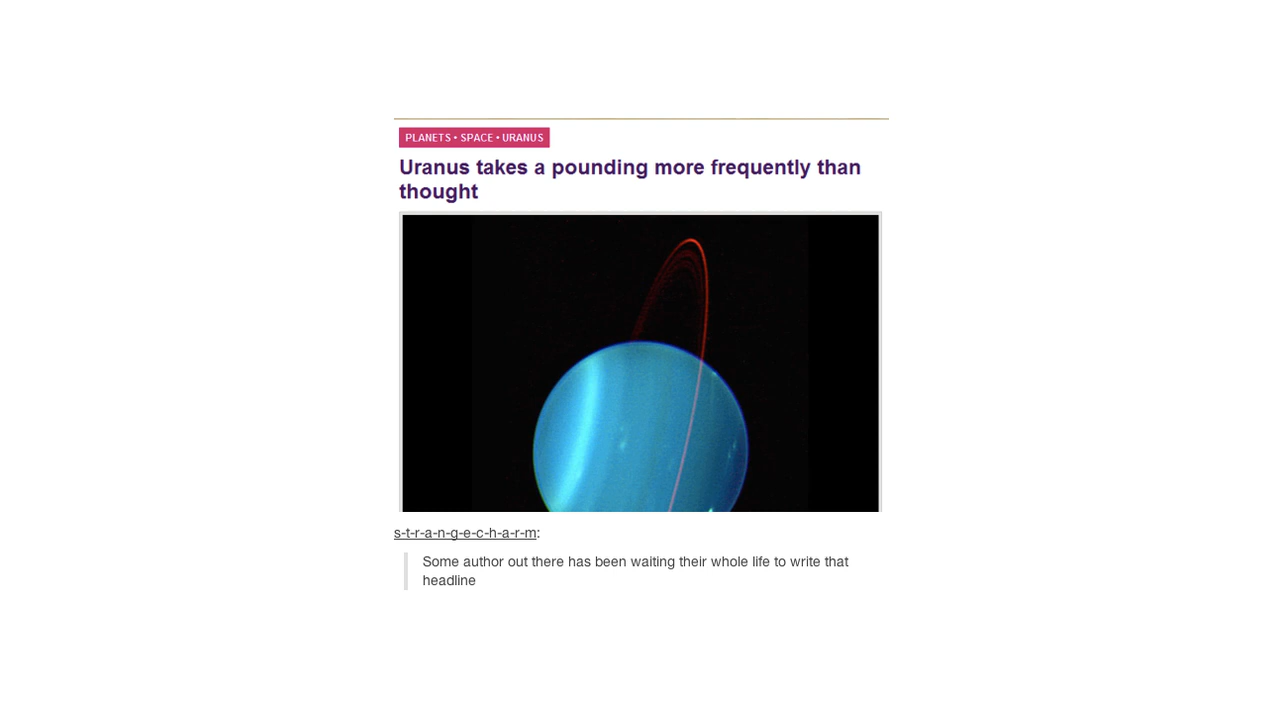 PLANETS • SPACE • URANUS
Uranus takes a pounding more frequently than
thought
s-t-r-a-n-g-e-c-h-a-r-m:
Some author out there has been waiting their whole life to write that
headline